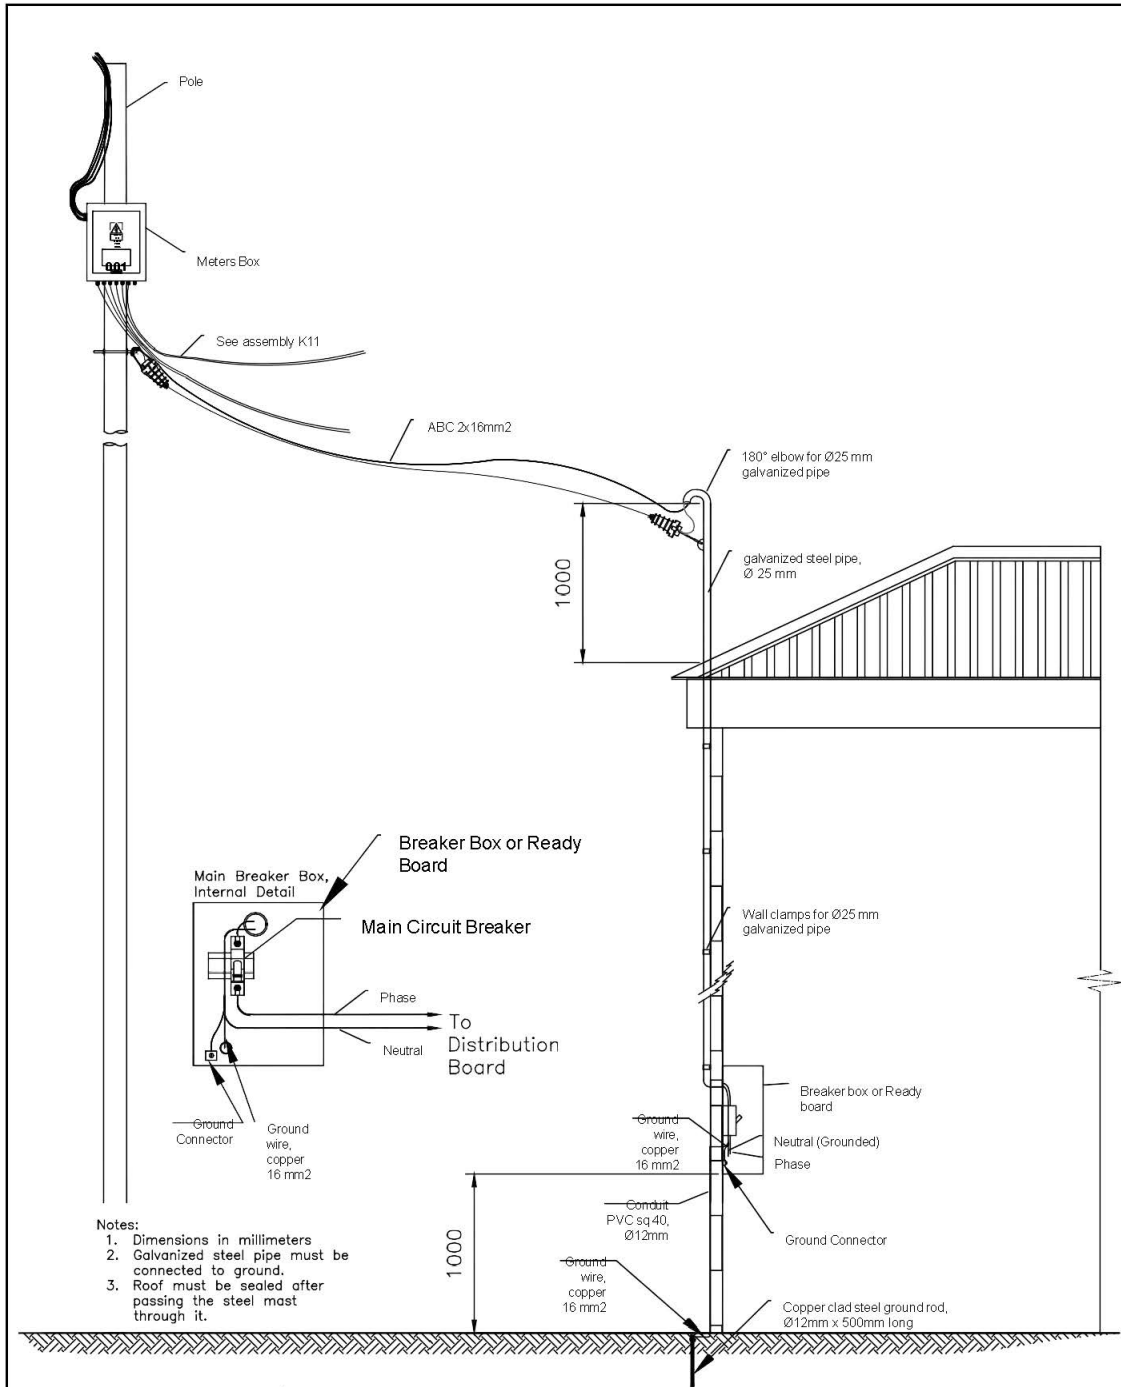 Pole
001
Meters Box
See assembly K11
ABC 2x16mm2
180° elbow for Ø25 mm
galvanized pipe
galvanized steel pipe,
Ø 25 mm
1000
Breaker Box or Ready
Board
Main Breaker Box,
Internal Detail
Main Circuit Breaker
Wall clamps for Ø25 mm
galvanized pipe
Phase
To
Distribution
Board
Neutral
Ground
Connector
Ground
wire,
copper
16 mm2
Breaker box or Ready
board
Ground
wire,
copper
16 mm2
Neutral (Grounded)
Phase
Conduit
PVC sq 40,
Ø12mm
Ground Connector
1000
Ground
wire,
copper
16 mm2
Copper clad steel ground rod,
Ø12mm x 500mm long
Notes:
1. Dimensions in millimeters
2. Galvanized steel pipe must be
connected to ground.
3. Roof must be sealed after
passing the steel mast
through it.